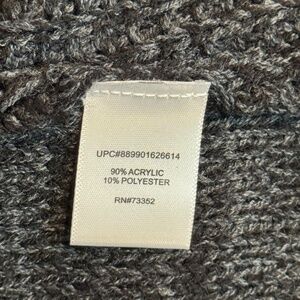 UPC#889901626614
90% ACRYLIC
10% POLYESTER
RN#73352